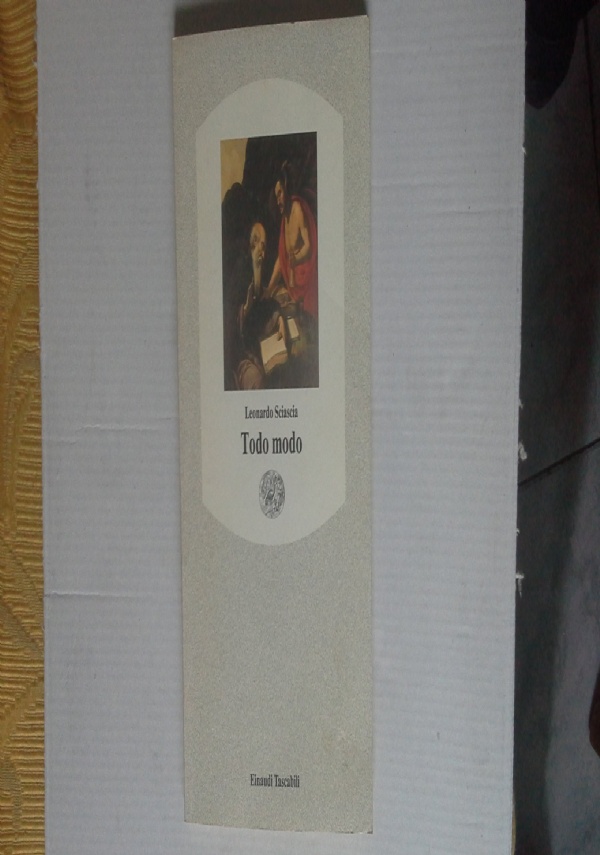 Leonardo Sciascia
Todo modo
Einaudi Tascabili